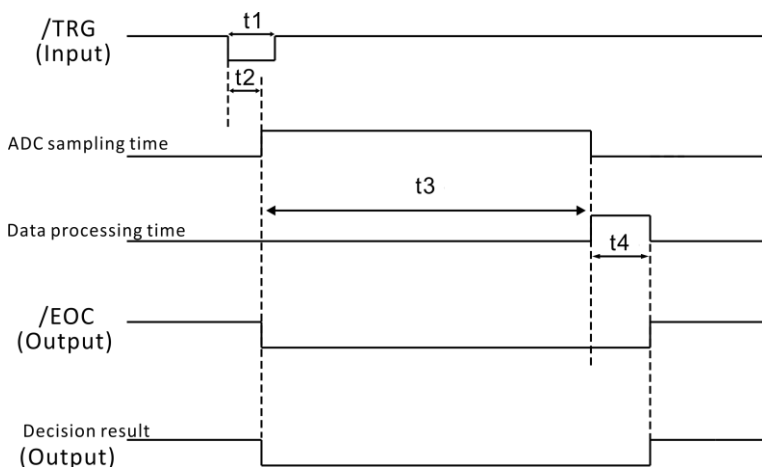 /TRG
(Input)
t1
t2
ADC sampling time
t3
Data processing time
t4
/EOC
(Output)
Decision result
(Output)